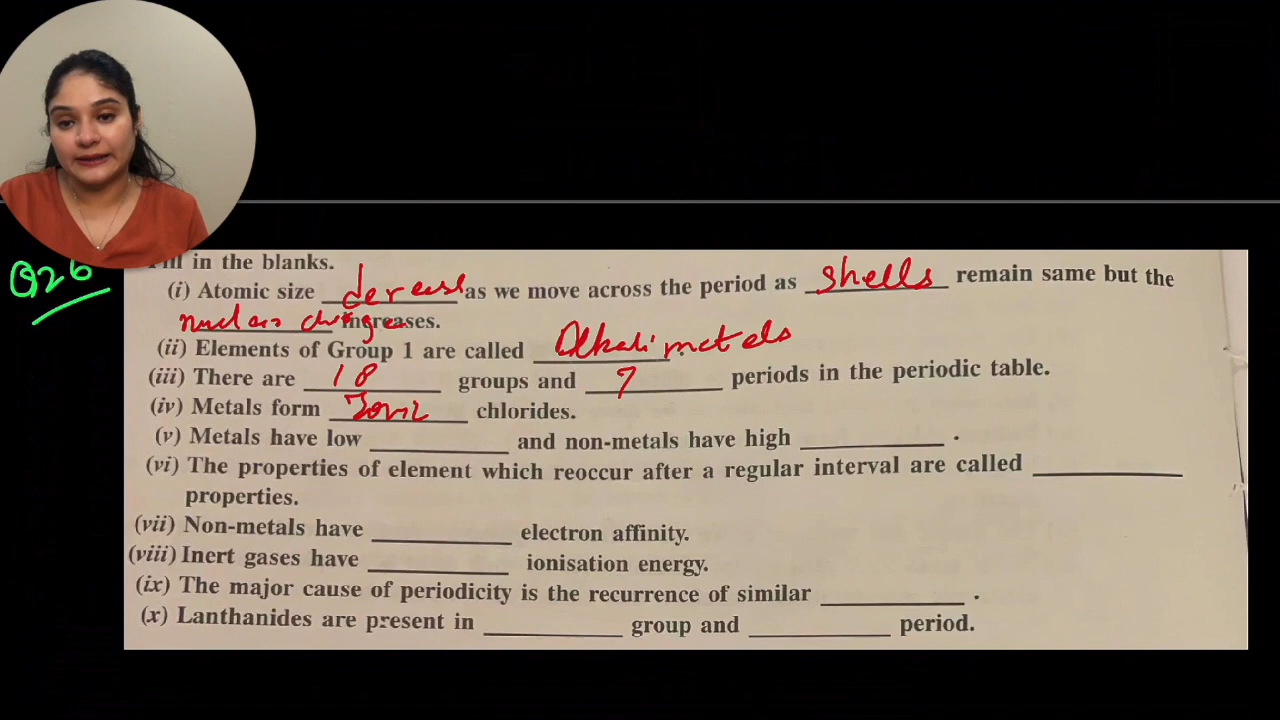 Q26
Fill in the blanks.
(i) Atomic size derease as we move across the period as shells remain same but the
nuclear charge increases.
(ii) Elements of Group 1 are called Alkali metals.
(iii) There are 18 groups and 7 periods in the periodic table.
(iv) Metals form Ionic chlorides.
(v) Metals have low ________ and non-metals have high ________.
(vi) The properties of element which reoccur after a regular interval are called ________
properties.
(vii) Non-metals have ________ electron affinity.
(viii) Inert gases have ________ ionisation energy.
(ix) The major cause of periodicity is the recurrence of similar ________.
(x) Lanthanides are present in ________ group and ________ period.